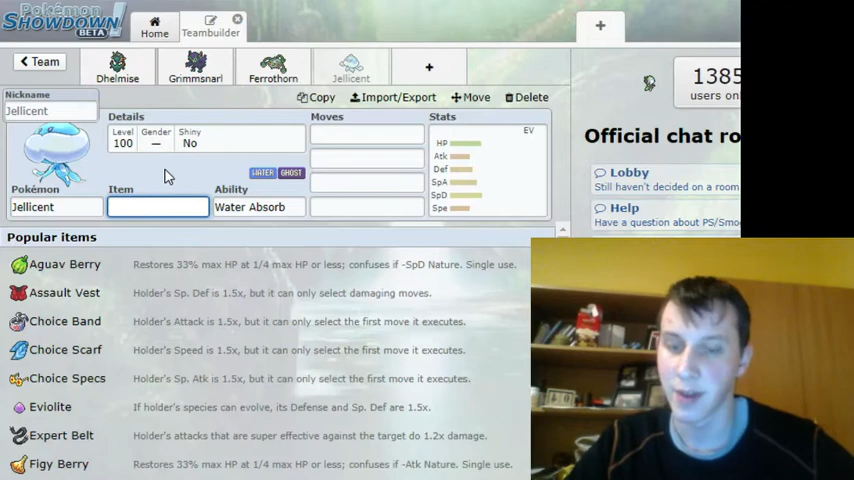 Pokémon
SHOWDOWN!
BETA
Home
Teambuilder
+
< Team
Dhelmise
Grimmsnarl
Ferrothorn
Jellicent
+
Nickname
Jellicent
Copy
Import/Export
Move
Delete
Details
Level
100
Gender
—
Shiny
No
WATER
GHOST
Pokémon
Jellicent
Item
Ability
Water Absorb
Moves
Stats
EV
HP
Atk
Def
SpA
SpD
Spe
1385
users onl
Official chat ro
Lobby
Still haven't decided on a room
Help
Have a question about PS/Smo
Popular items
Aguav Berry Restores 33% max HP at 1/4 max HP or less; confuses if -SpD Nature. Single use.
Assault Vest Holder's Sp. Def is 1.5x, but it can only select damaging moves.
Choice Band Holder's Attack is 1.5x, but it can only select the first move it executes.
Choice Scarf Holder's Speed is 1.5x, but it can only select the first move it executes.
Choice Specs Holder's Sp. Atk is 1.5x, but it can only select the first move it executes.
Eviolite If holder's species can evolve, its Defense and Sp. Def are 1.5x.
Expert Belt Holder's attacks that are super effective against the target do 1.2x damage.
Figy Berry Restores 33% max HP at 1/4 max HP or less; confuses if -Atk Nature. Single use.